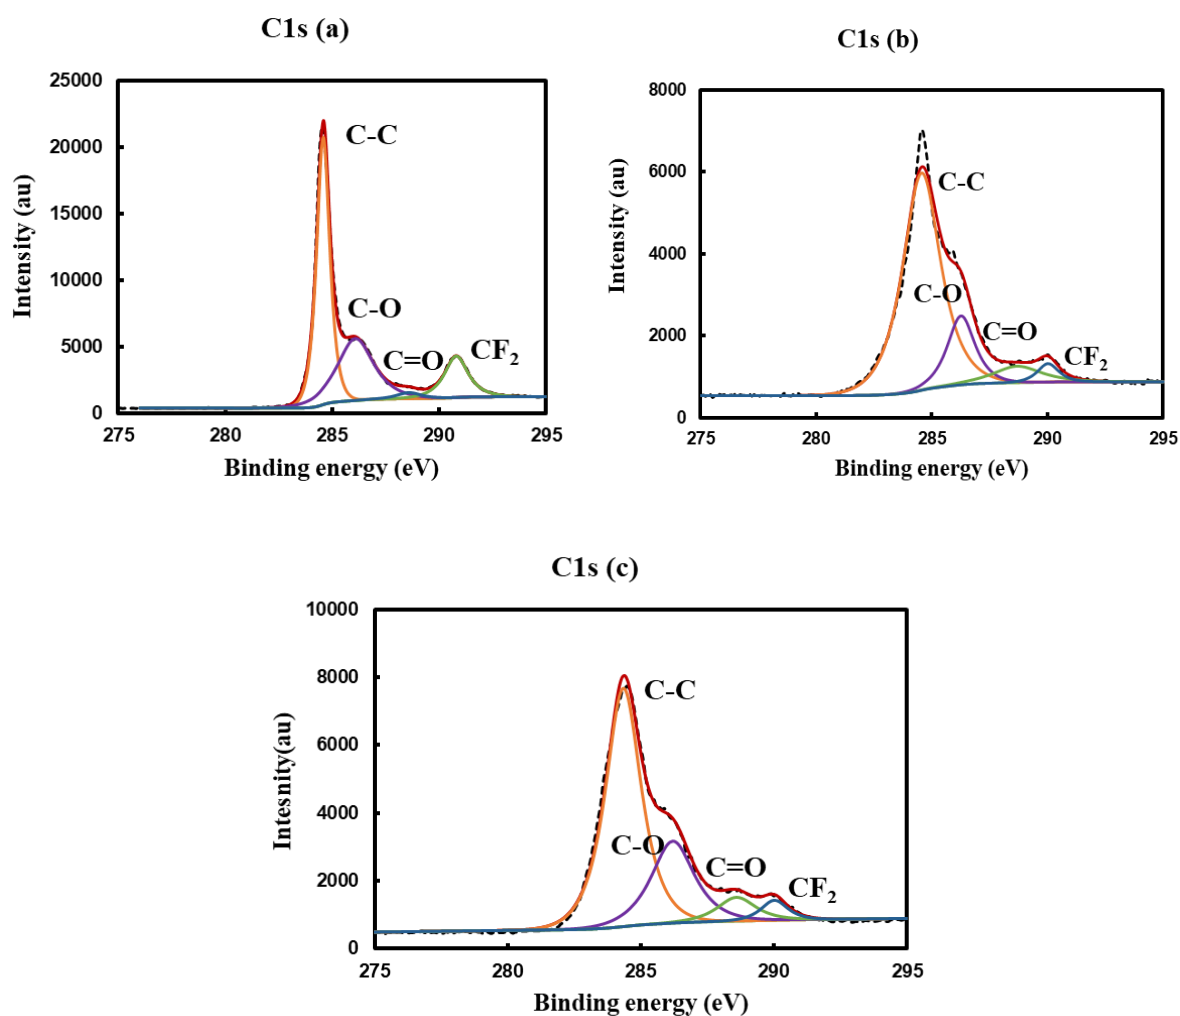 C1s (a)
25000
20000
15000
10000
5000
0
Intensity (au)
C-C
C-O
C=O
CF2
275
280
285
290
295
Binding energy (eV)
C1s (b)
8000
6000
4000
2000
0
Intensity (au)
C-C
C-O
C=O
CF2
275
280
285
290
295
Binding energy (eV)
C1s (c)
10000
8000
6000
4000
2000
0
Intesnity(au)
C-C
C-O
C=O
CF2
275
280
285
290
295
Binding energy (eV)